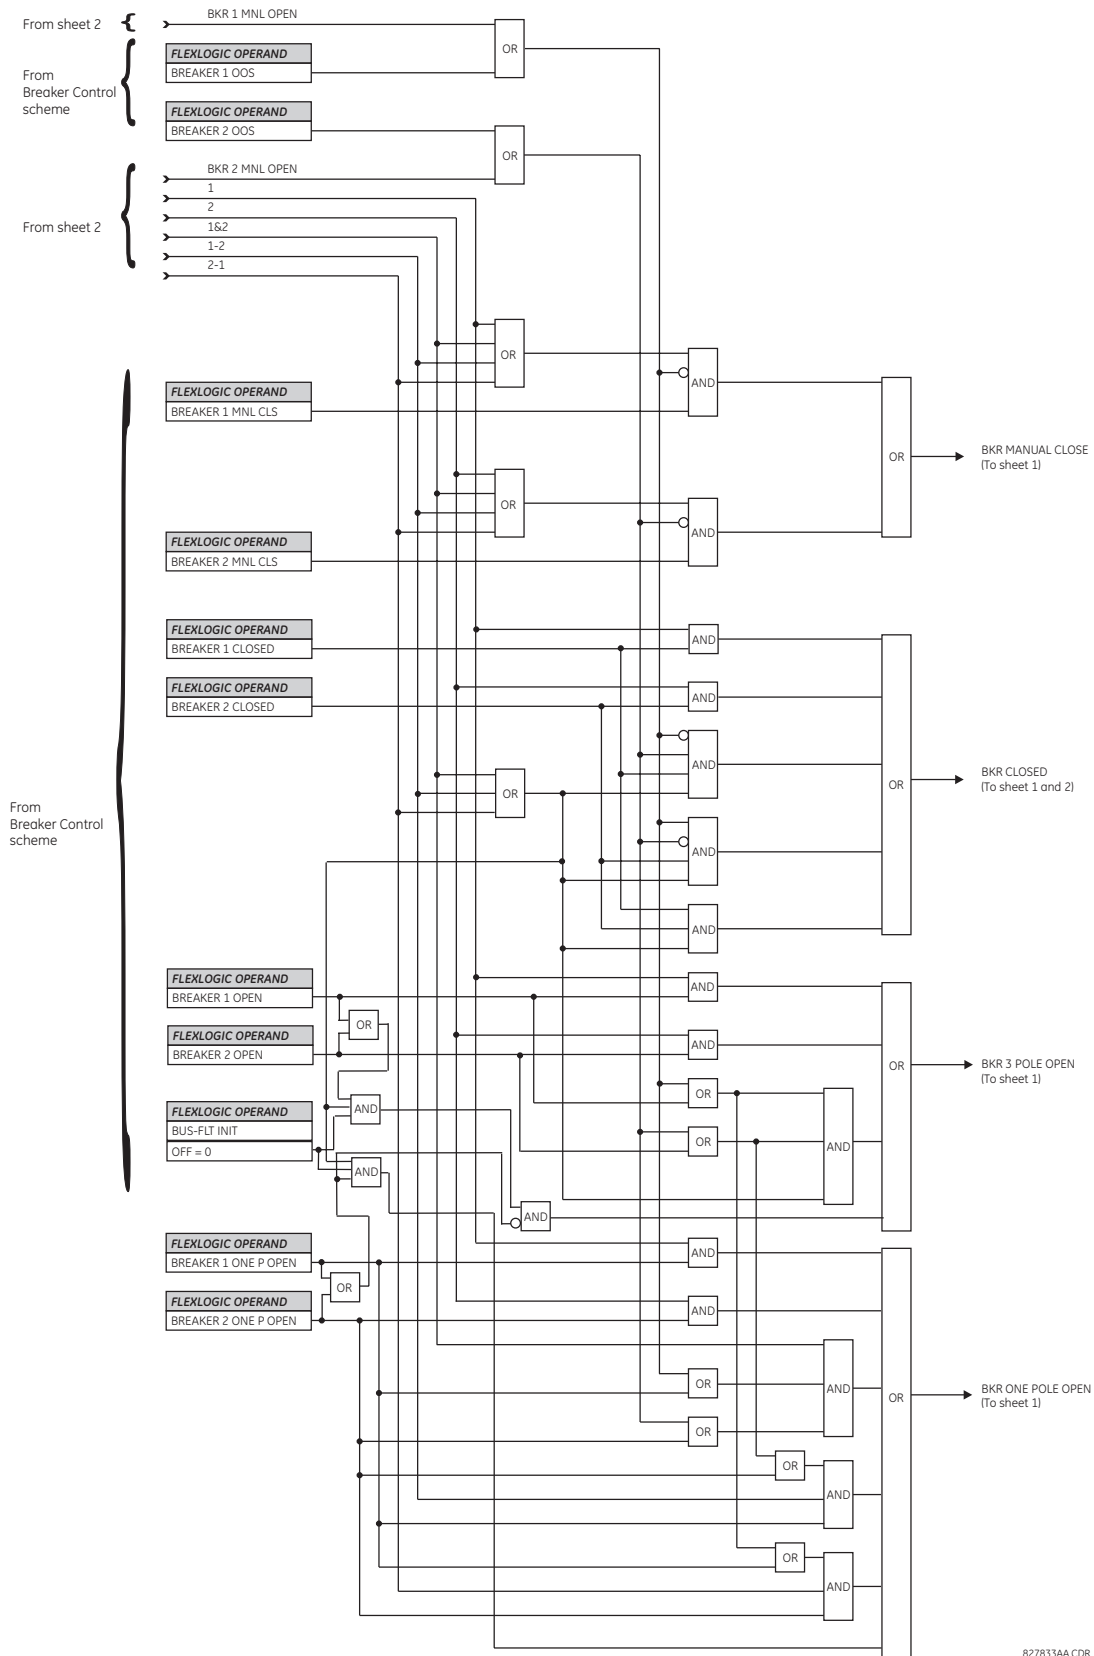 From sheet 2
BKR 1 MNL OPEN
OR
FLEXLOGIC OPERAND
BREAKER 1 OOS
From
Breaker Control
scheme
FLEXLOGIC OPERAND
BREAKER 2 OOS
OR
BKR 2 MNL OPEN
1
2
From sheet 2
1&2
1-2
2-1
OR
AND
FLEXLOGIC OPERAND
BREAKER 1 MNL CLS
OR
BKR MANUAL CLOSE
(To sheet 1)
OR
AND
FLEXLOGIC OPERAND
BREAKER 2 MNL CLS
FLEXLOGIC OPERAND
BREAKER 1 CLOSED
AND
FLEXLOGIC OPERAND
BREAKER 2 CLOSED
AND
AND
OR
OR
BKR CLOSED
(To sheet 1 and 2)
From
Breaker Control
scheme
AND
AND
FLEXLOGIC OPERAND
BREAKER 1 OPEN
AND
OR
FLEXLOGIC OPERAND
BREAKER 2 OPEN
AND
OR
BKR 3 POLE OPEN
(To sheet 1)
OR
AND
FLEXLOGIC OPERAND
BUS-FLT INIT
OFF = 0
OR
AND
AND
AND
FLEXLOGIC OPERAND
BREAKER 1 ONE P OPEN
AND
OR
FLEXLOGIC OPERAND
BREAKER 2 ONE P OPEN
AND
OR
AND
OR
BKR ONE POLE OPEN
(To sheet 1)
OR
OR
AND
OR
AND
827833AA.CDR